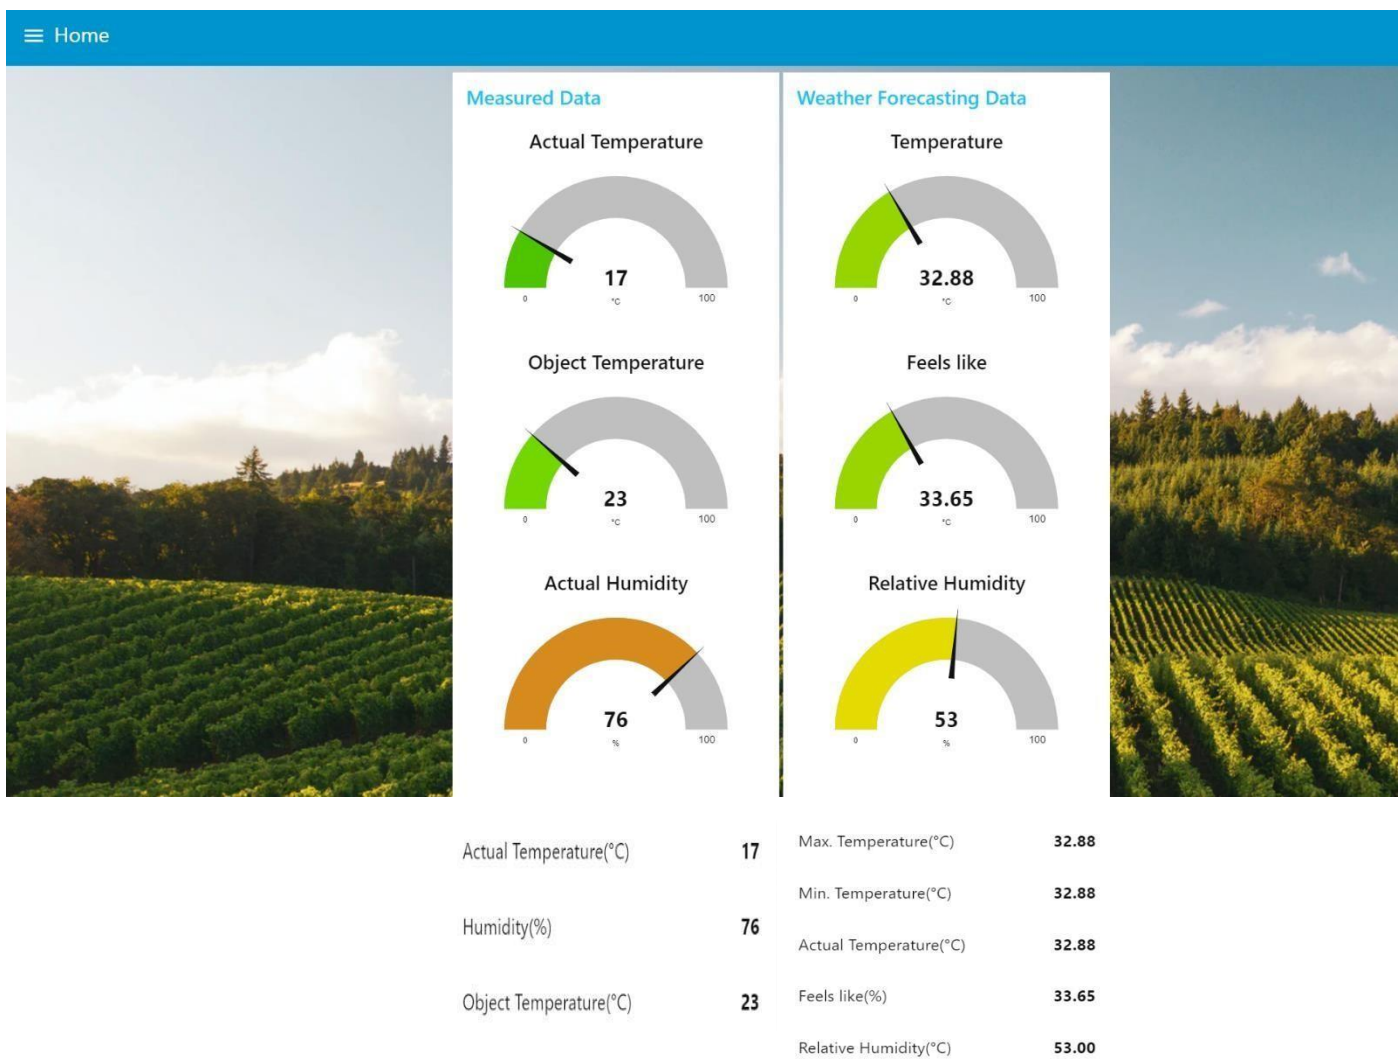 Home
Measured Data
Actual Temperature
17
°C
0
100
Object Temperature
23
°C
0
100
Actual Humidity
76
%
0
100
Weather Forecasting Data
Temperature
32.88
°C
0
100
Feels like
33.65
°C
0
100
Relative Humidity
53
%
0
100
Actual Temperature(°C) 17
Humidity(%) 76
Object Temperature(°C) 23
Max. Temperature(°C) 32.88
Min. Temperature(°C) 32.88
Actual Temperature(°C) 32.88
Feels like(%) 33.65
Relative Humidity(°C) 53.00